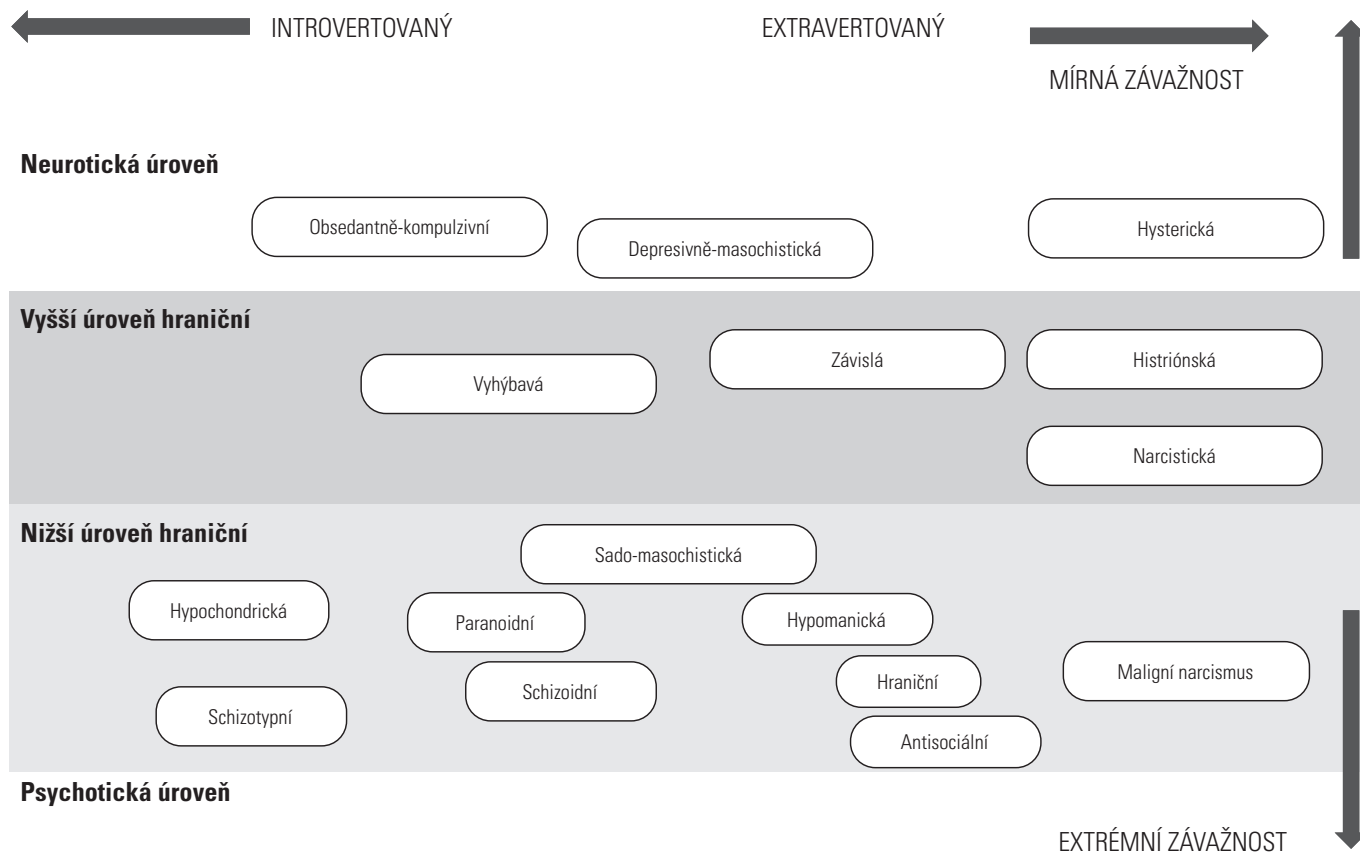 INTROVERTOVANÝ
EXTRAVERTOVANÝ
MÍRNÁ ZÁVAŽNOST
Neurotická úroveň
Obsedantně-kompulzivní
Depresivně-masochistická
Hysterická
Vyšší úroveň hraniční
Vyhýbavá
Závislá
Histriónská
Narcistická
Nižší úroveň hraniční
Sado-masochistická
Hypochondrická
Paranoidní
Hypomanická
Schizoidní
Hraniční
Maligní narcismus
Schizotypní
Antisociální
Psychotická úroveň
EXTRÉMNÍ ZÁVAŽNOST